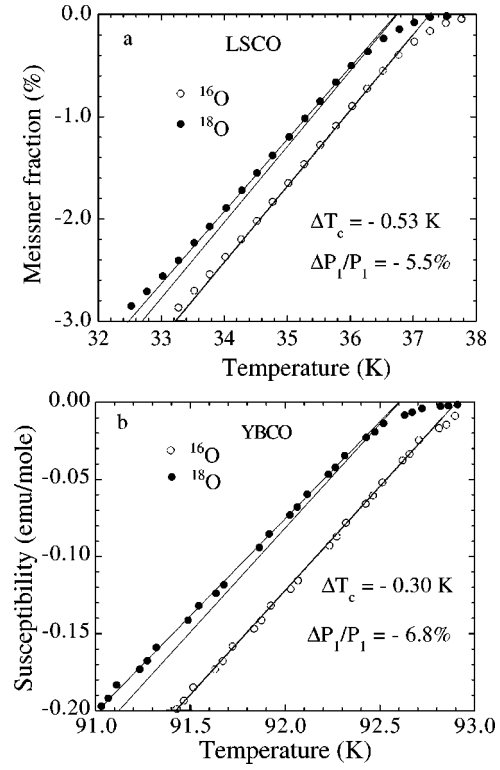 0.0
a
LSCO
○ ¹⁶O
● ¹⁸O
-1.0
-2.0
-3.0
Meissner fraction (%)
ΔT_c = - 0.53 K
ΔP₁/P₁ = - 5.5%
32 33 34 35 36 37 38
Temperature (K)
0.00
b
YBCO
○ ¹⁶O
● ¹⁸O
-0.05
-0.10
-0.15
-0.20
Susceptibility (emu/mole)
ΔT_c = - 0.30 K
ΔP₁/P₁ = - 6.8%
91.0 91.5 92.0 92.5 93.0
Temperature (K)